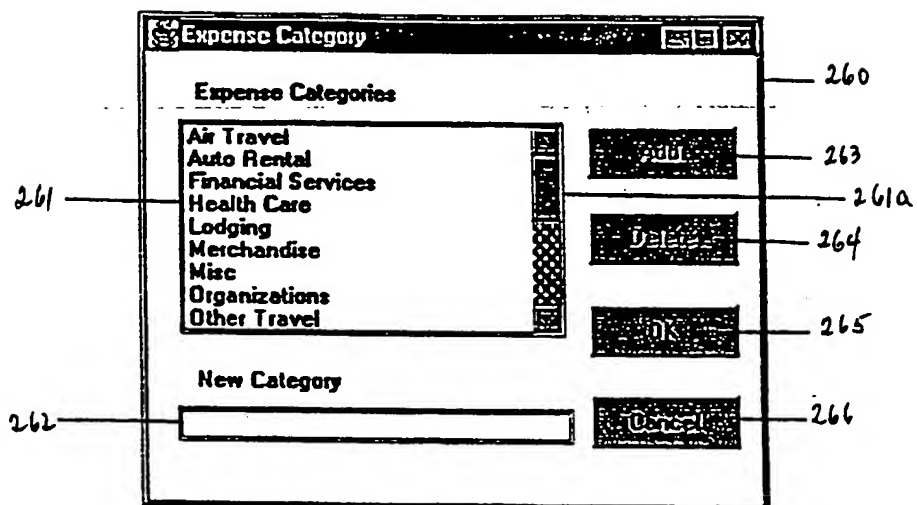 Expense Category
260
Expense Categories
Air Travel
Auto Rental
Financial Services
Health Care
Lodging
Merchandise
Misc
Organizations
Other Travel
261
261a
Add
263
Delete
264
OK
265
New Category
262
Cancel
266